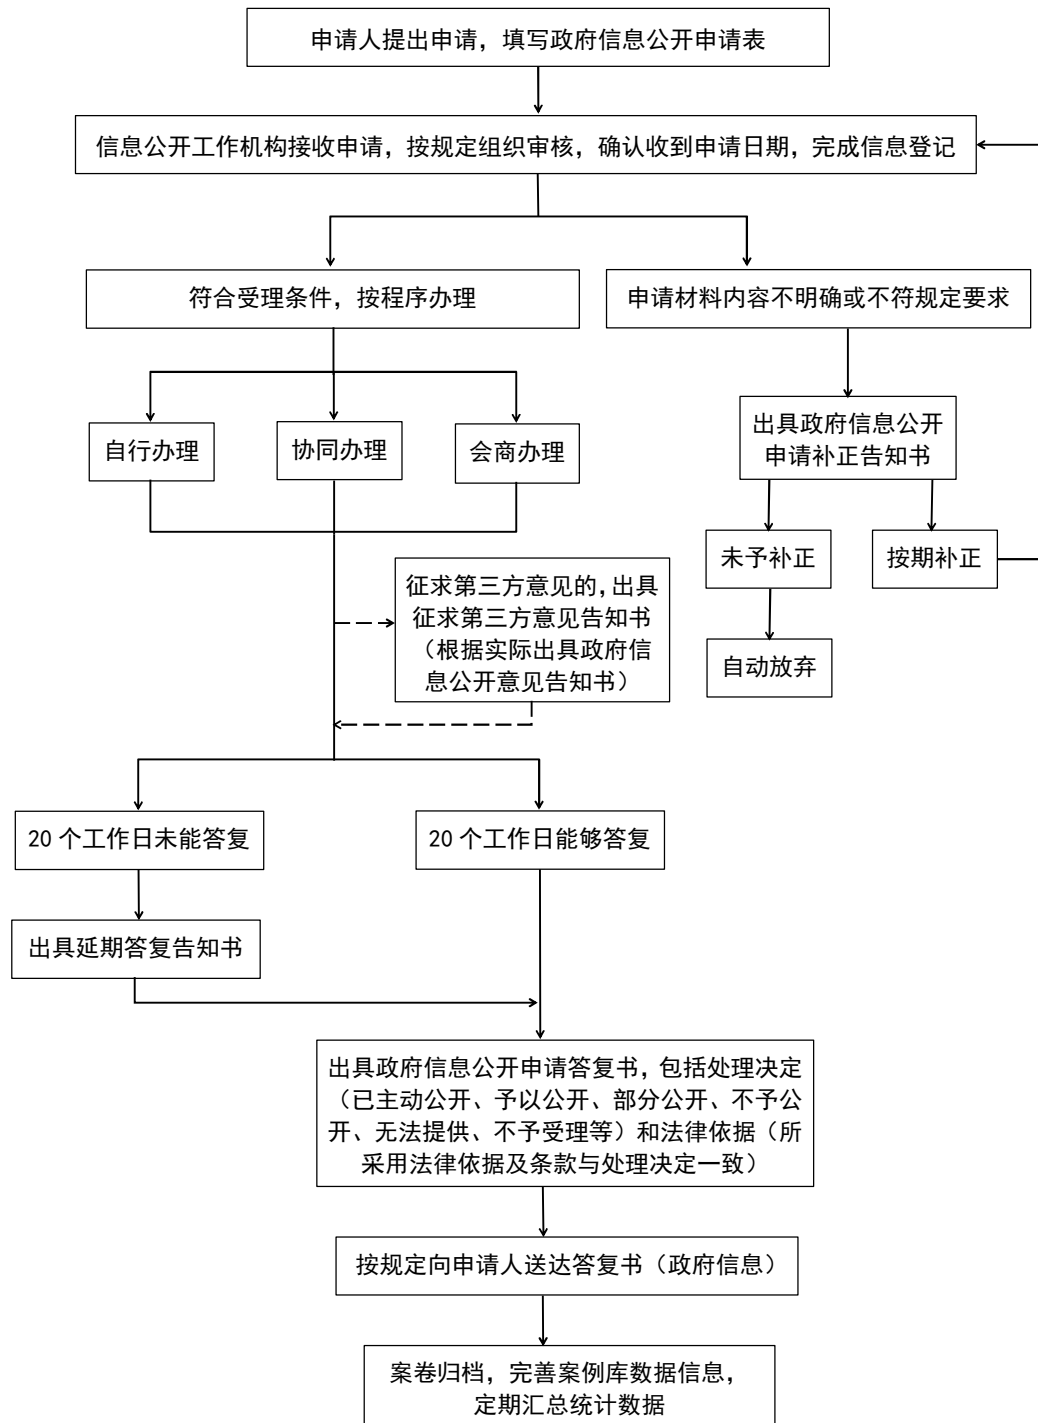 申请人提出申请，填写政府信息公开申请表
信息公开工作机构接收申请，按规定组织审核，确认收到申请日期，完成信息登记
符合受理条件，按程序办理
申请材料内容不明确或不符规定要求
自行办理
协同办理
会商办理
出具政府信息公开
申请补正告知书
未予补正
按期补正
自动放弃
征求第三方意见的，出具
征求第三方意见告知书
（根据实际出具政府信
息公开意见告知书）
20 个工作日未能答复
20 个工作日能够答复
出具延期答复告知书
出具政府信息公开申请答复书，包括处理决定
（已主动公开、予以公开、部分公开、不予公
开、无法提供、不予受理等）和法律依据（所
采用法律依据及条款与处理决定一致）
按规定向申请人送达答复书（政府信息）
案卷归档，完善案例库数据信息，
定期汇总统计数据